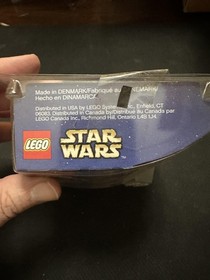 Made in DENMARK/Fabriqué au
Hecho en DINAMARCA
Distributed in USA by LEGO Systems, Inc. Enfield, CT
06083. Distributed in Canada by/Distribué au Canada par
LEGO Canada Inc., Richmond Hill, Ontario L4B 1J4.
LEGO
STAR
WARS